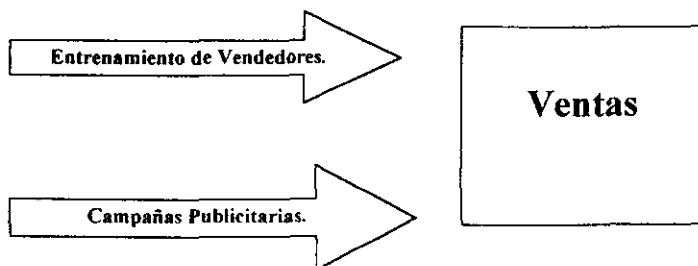 Entrenamiento de Vendedores.
Ventas
Campañas Publicitarias.